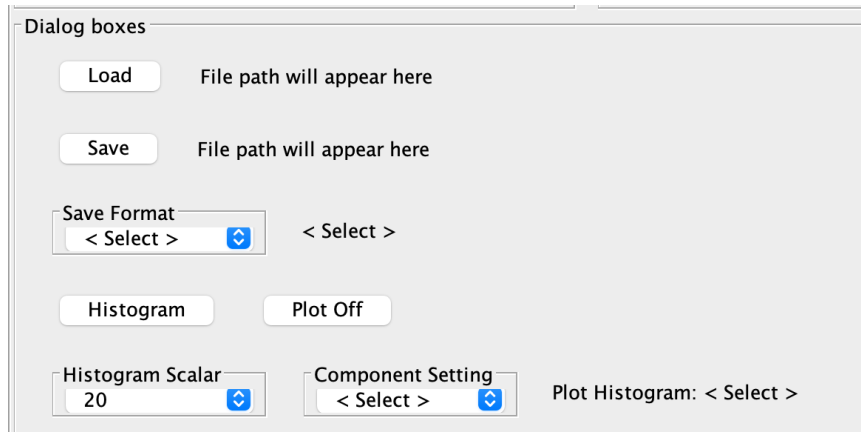 Dialog boxes
Load File path will appear here
Save File path will appear here
Save Format
< Select > < Select >
Histogram Plot Off
Histogram Scalar Component Setting
20 < Select > Plot Histogram: < Select >